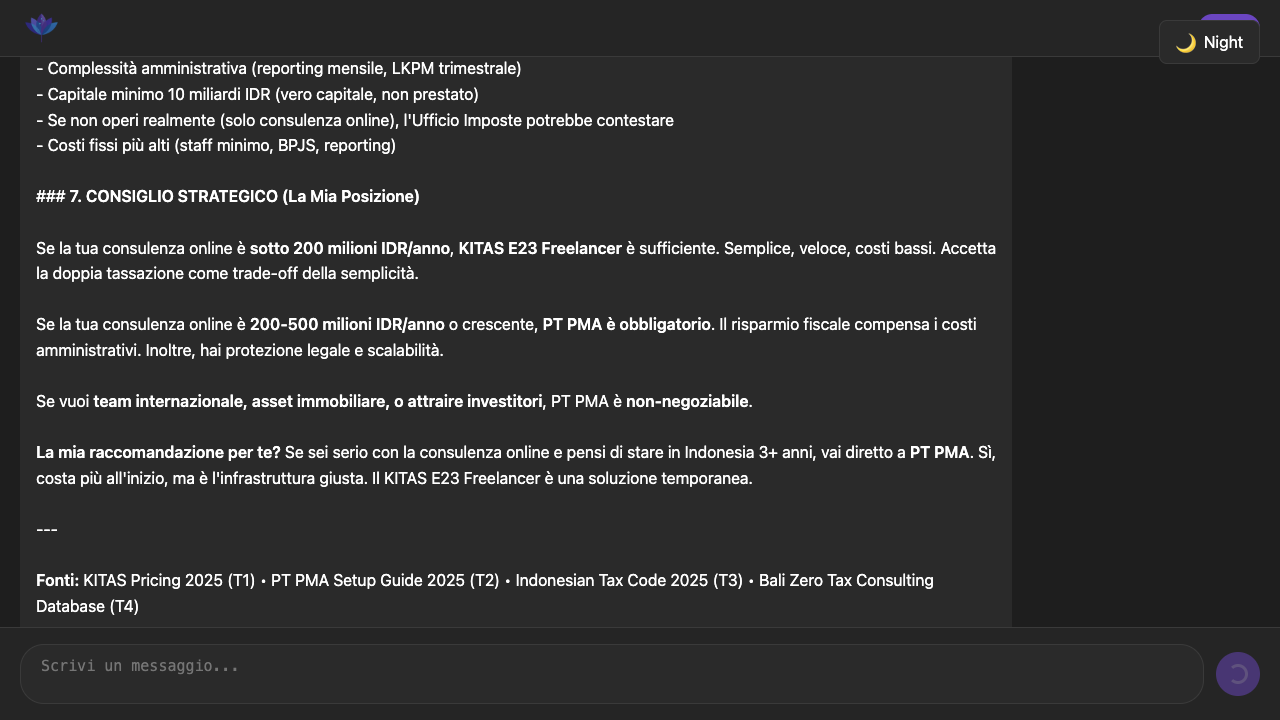 🌙 Night
- Complessità amministrativa (reporting mensile, LKPM trimestrale)
- Capitale minimo 10 miliardi IDR (vero capitale, non prestato)
- Se non operi realmente (solo consulenza online), l'Ufficio Imposte potrebbe contestare
- Costi fissi più alti (staff minimo, BPJS, reporting)
### 7. CONSIGLIO STRATEGICO (La Mia Posizione)
Se la tua consulenza online è sotto 200 milioni IDR/anno, KITAS E23 Freelancer è sufficiente. Semplice, veloce, costi bassi. Accetta
la doppia tassazione come trade-off della semplicità.
Se la tua consulenza online è 200-500 milioni IDR/anno o crescente, PT PMA è obbligatorio. Il risparmio fiscale compensa i costi
amministrativi. Inoltre, hai protezione legale e scalabilità.
Se vuoi team internazionale, asset immobiliare, o attraire investitori, PT PMA è non-negoziabile.
La mia raccomandazione per te? Se sei serio con la consulenza online e pensi di stare in Indonesia 3+ anni, vai diretto a PT PMA. Sì,
costa più all'inizio, ma è l'infrastruttura giusta. Il KITAS E23 Freelancer è una soluzione temporanea.
---
Fonti: KITAS Pricing 2025 (T1) • PT PMA Setup Guide 2025 (T2) • Indonesian Tax Code 2025 (T3) • Bali Zero Tax Consulting
Database (T4)
Scrivi un messaggio...